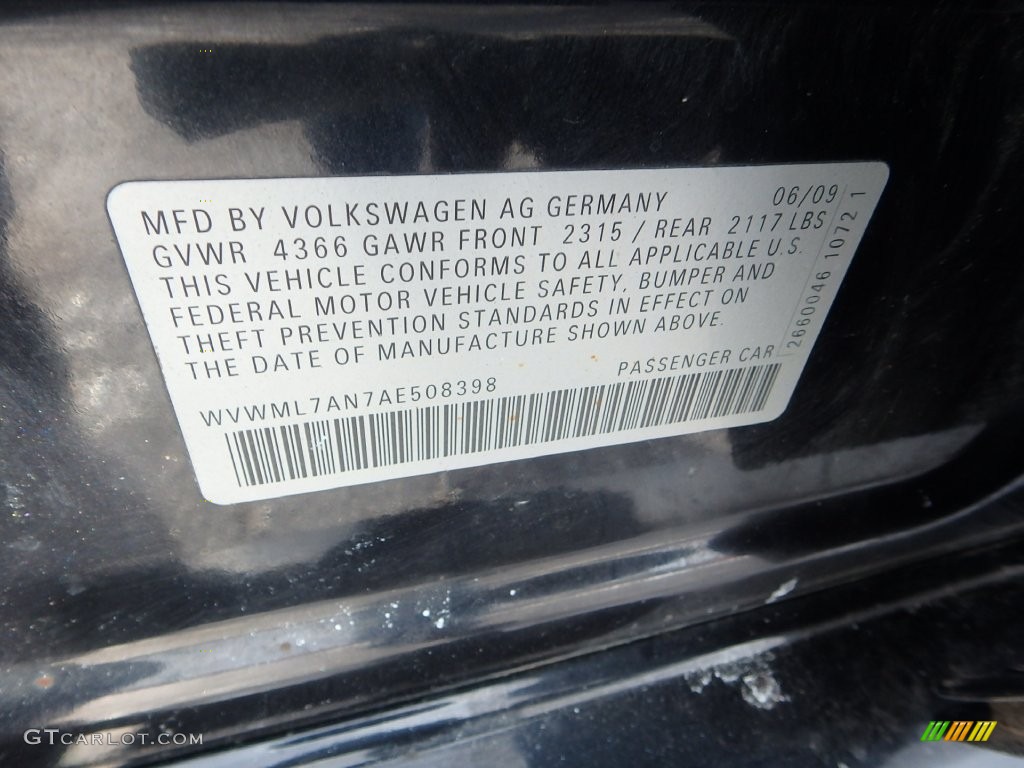 MFD BY VOLKSWAGEN AG GERMANY 06/09
GVWR 4366 GAWR FRONT 2315 / REAR 2117 LBS
THIS VEHICLE CONFORMS TO ALL APPLICABLE U.S.
FEDERAL MOTOR VEHICLE SAFETY, BUMPER AND
THEFT PREVENTION STANDARDS IN EFFECT ON
THE DATE OF MANUFACTURE SHOWN ABOVE.
WVWML7AN7AE508398 PASSENGER CAR
2660046 1072 1
GTCARLOT.COM